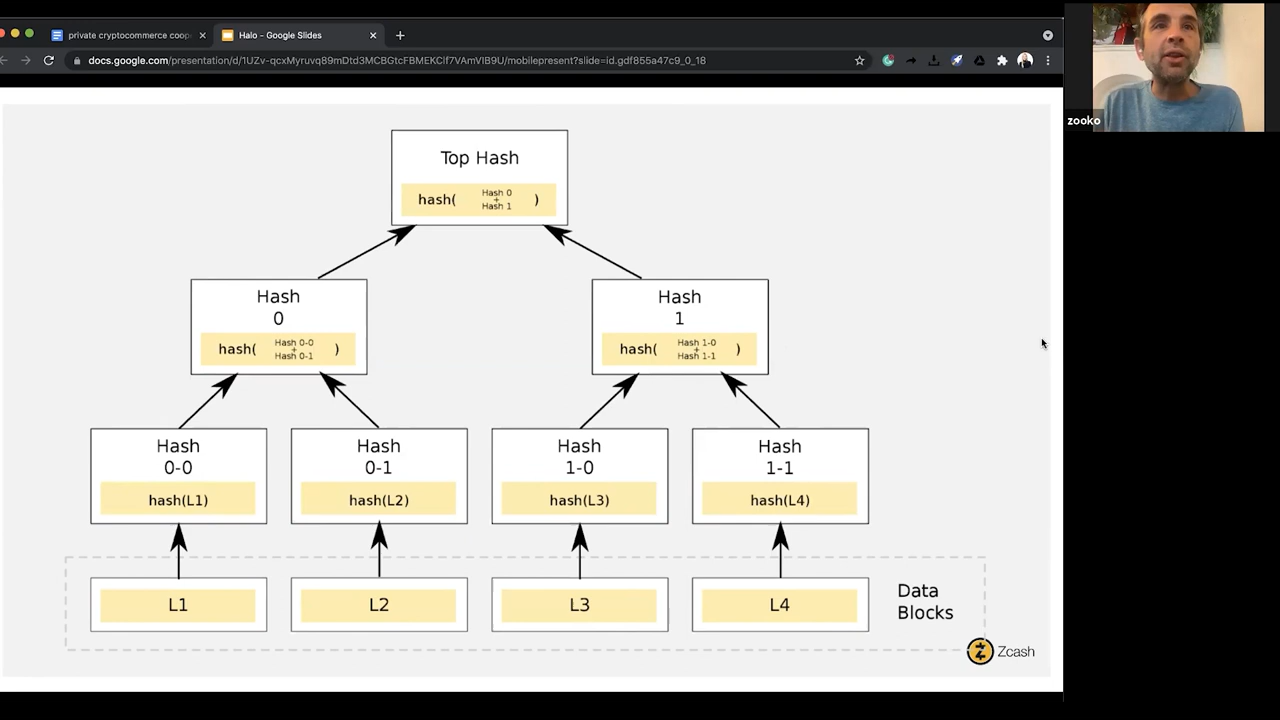 private cryptocommerce coop
Halo - Google Slides
docs.google.com/presentation/d/1UZv-qcxMyruvq89mDtd3MCBGtcFBMEKClf7VAmVIB9U/mobilepresent?slide=id.gdf855a47c9_0_18
zooko
Top Hash
hash( Hash 0 + Hash 1 )
Hash
0
hash( Hash 0-0 + Hash 0-1 )
Hash
1
hash( Hash 1-0 + Hash 1-1 )
Hash
0-0
hash(L1)
Hash
0-1
hash(L2)
Hash
1-0
hash(L3)
Hash
1-1
hash(L4)
L1
L2
L3
L4
Data
Blocks
Zcash